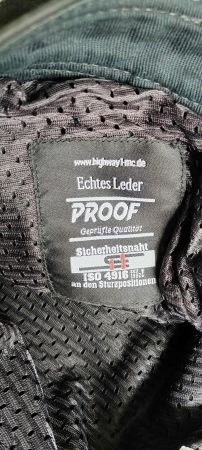 www.highway1-mc.de
Echtes Leder
PROOF
Geprüfte Qualität
Sicherheitsnaht
ISO 4916
an den Sturzpositionen